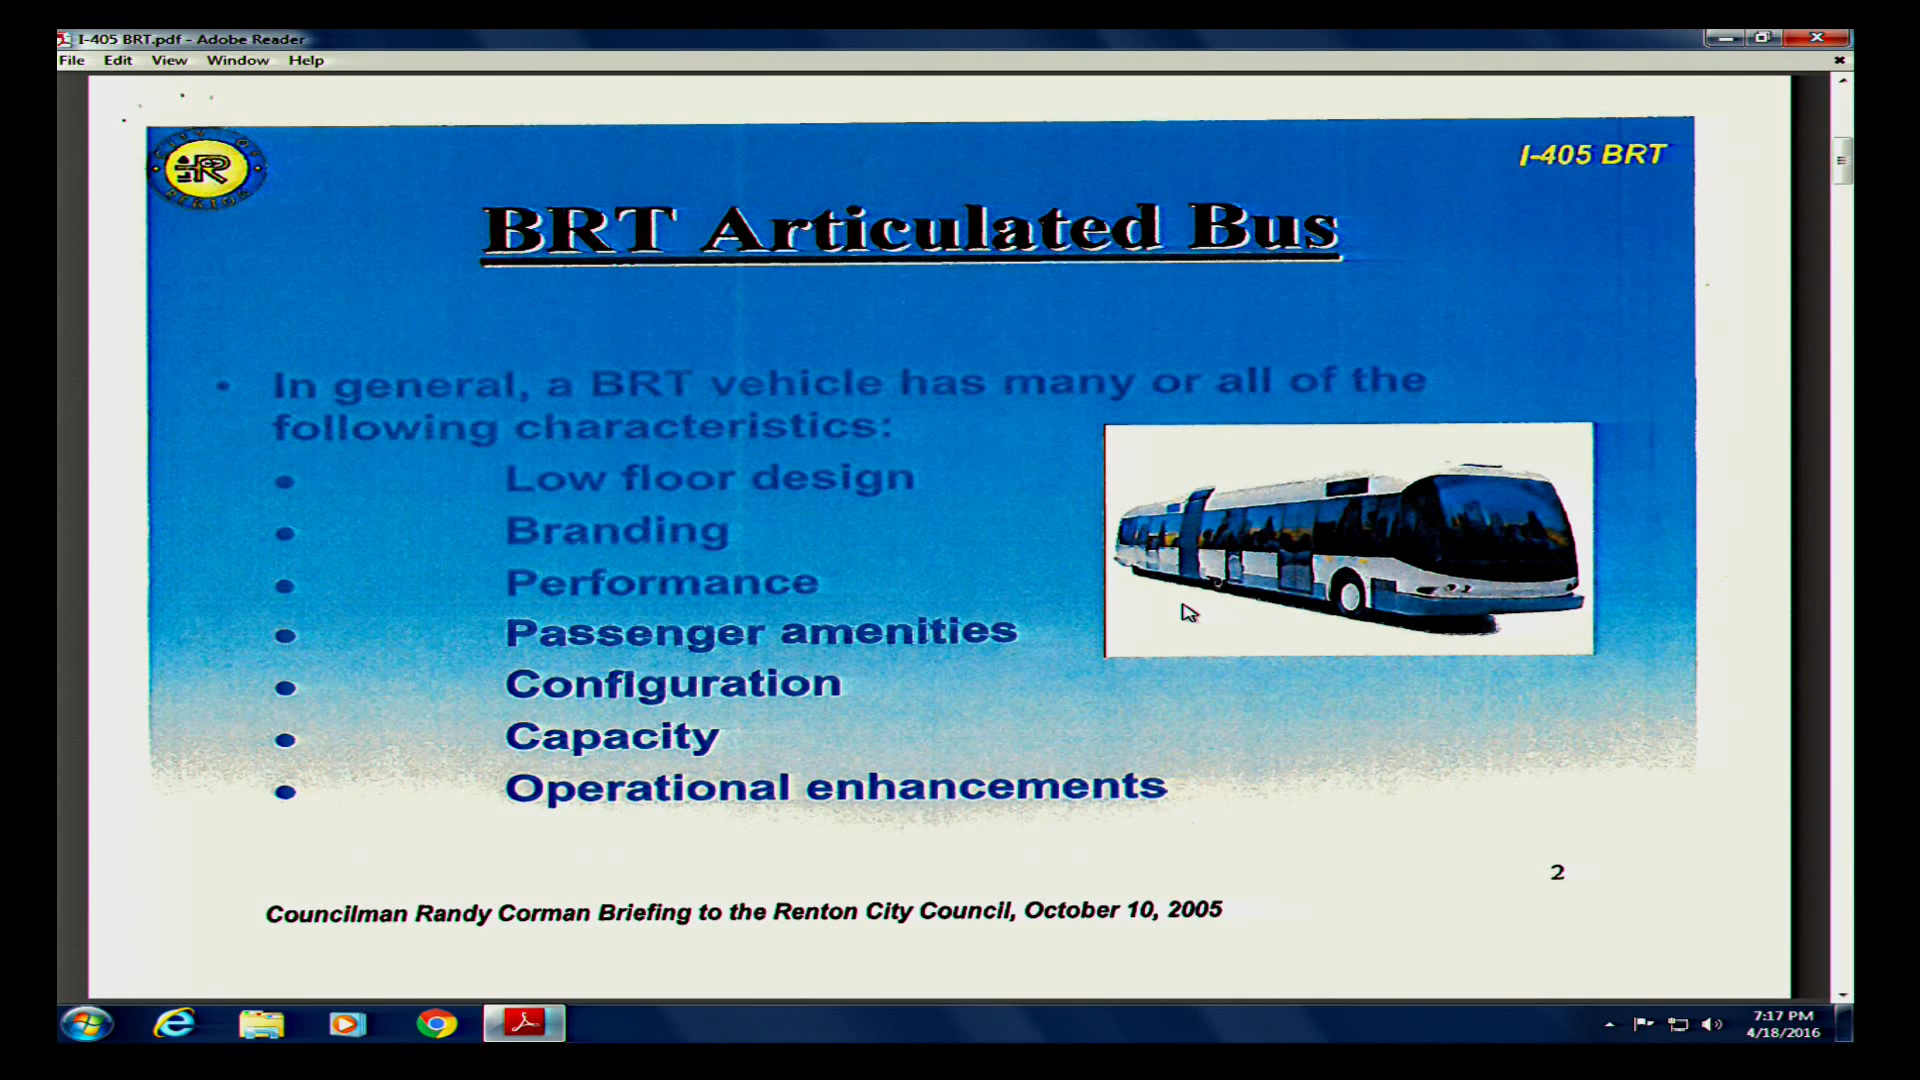 I-405 BRT.pdf - Adobe Reader
File Edit View Window Help
CITY OF
RENTON
I-405 BRT
BRT Articulated Bus
• In general, a BRT vehicle has many or all of the
following characteristics:
• Low floor design
• Branding
• Performance
• Passenger amenities
• Configuration
• Capacity
• Operational enhancements
2
Councilman Randy Corman Briefing to the Renton City Council, October 10, 2005
7:17 PM
4/18/2016